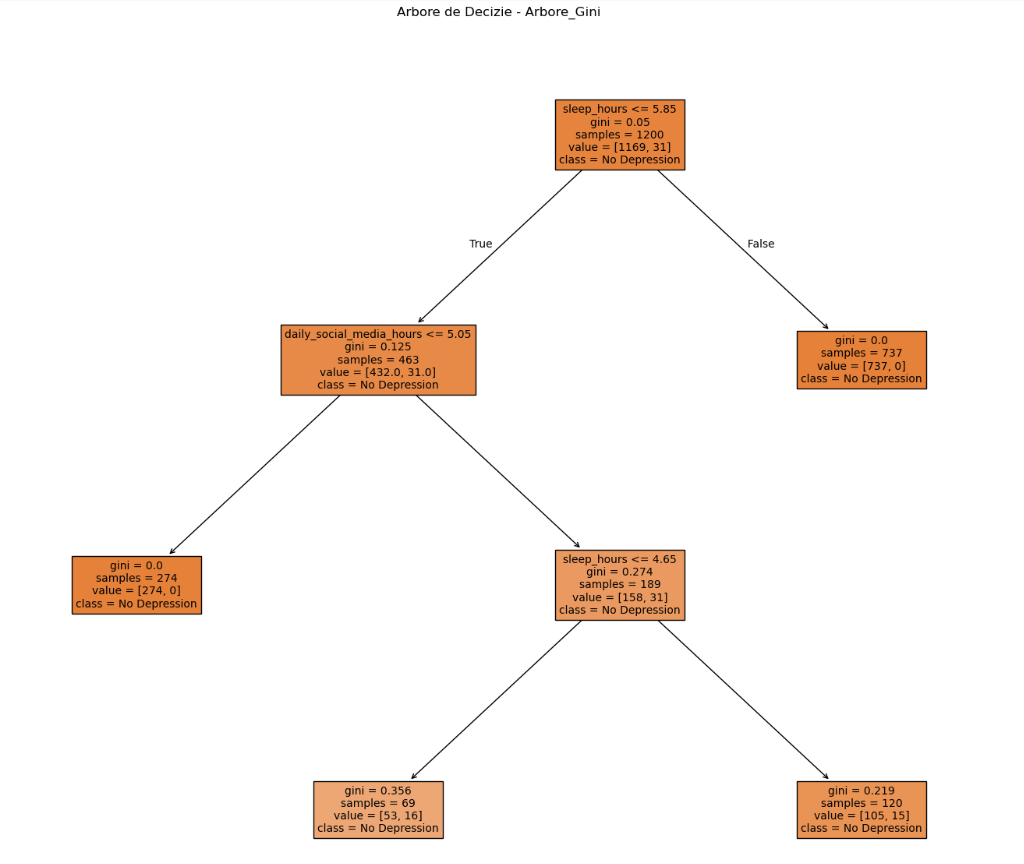 Arbore de Decizie - Arbore_Gini
sleep_hours <= 5.85
gini = 0.05
samples = 1200
value = [1169, 31]
class = No Depression
True
False
daily_social_media_hours <= 5.05
gini = 0.125
samples = 463
value = [432.0, 31.0]
class = No Depression
gini = 0.0
samples = 737
value = [737, 0]
class = No Depression
gini = 0.0
samples = 274
value = [274, 0]
class = No Depression
sleep_hours <= 4.65
gini = 0.274
samples = 189
value = [158, 31]
class = No Depression
gini = 0.356
samples = 69
value = [53, 16]
class = No Depression
gini = 0.219
samples = 120
value = [105, 15]
class = No Depression